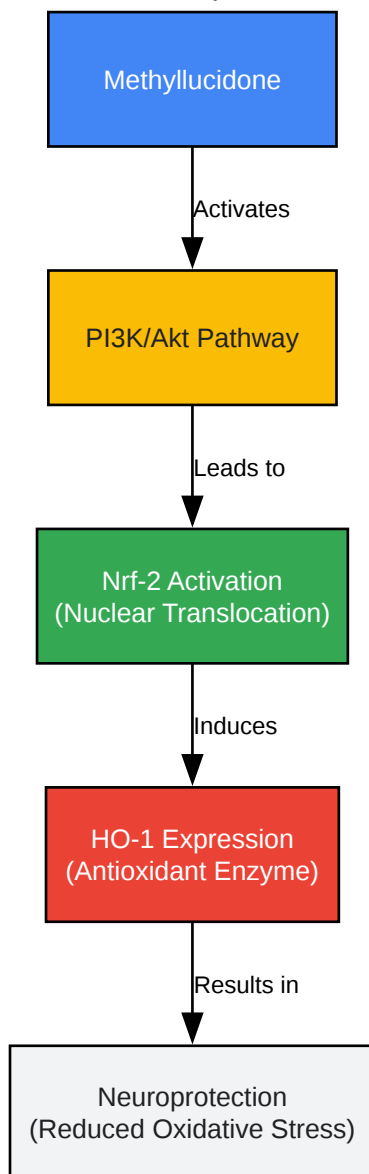 Methyllucidone
Activates
PI3K/Akt Pathway
Leads to
Nrf-2 Activation
(Nuclear Translocation)
Induces
HO-1 Expression
(Antioxidant Enzyme)
Results in
Neuroprotection
(Reduced Oxidative Stress)